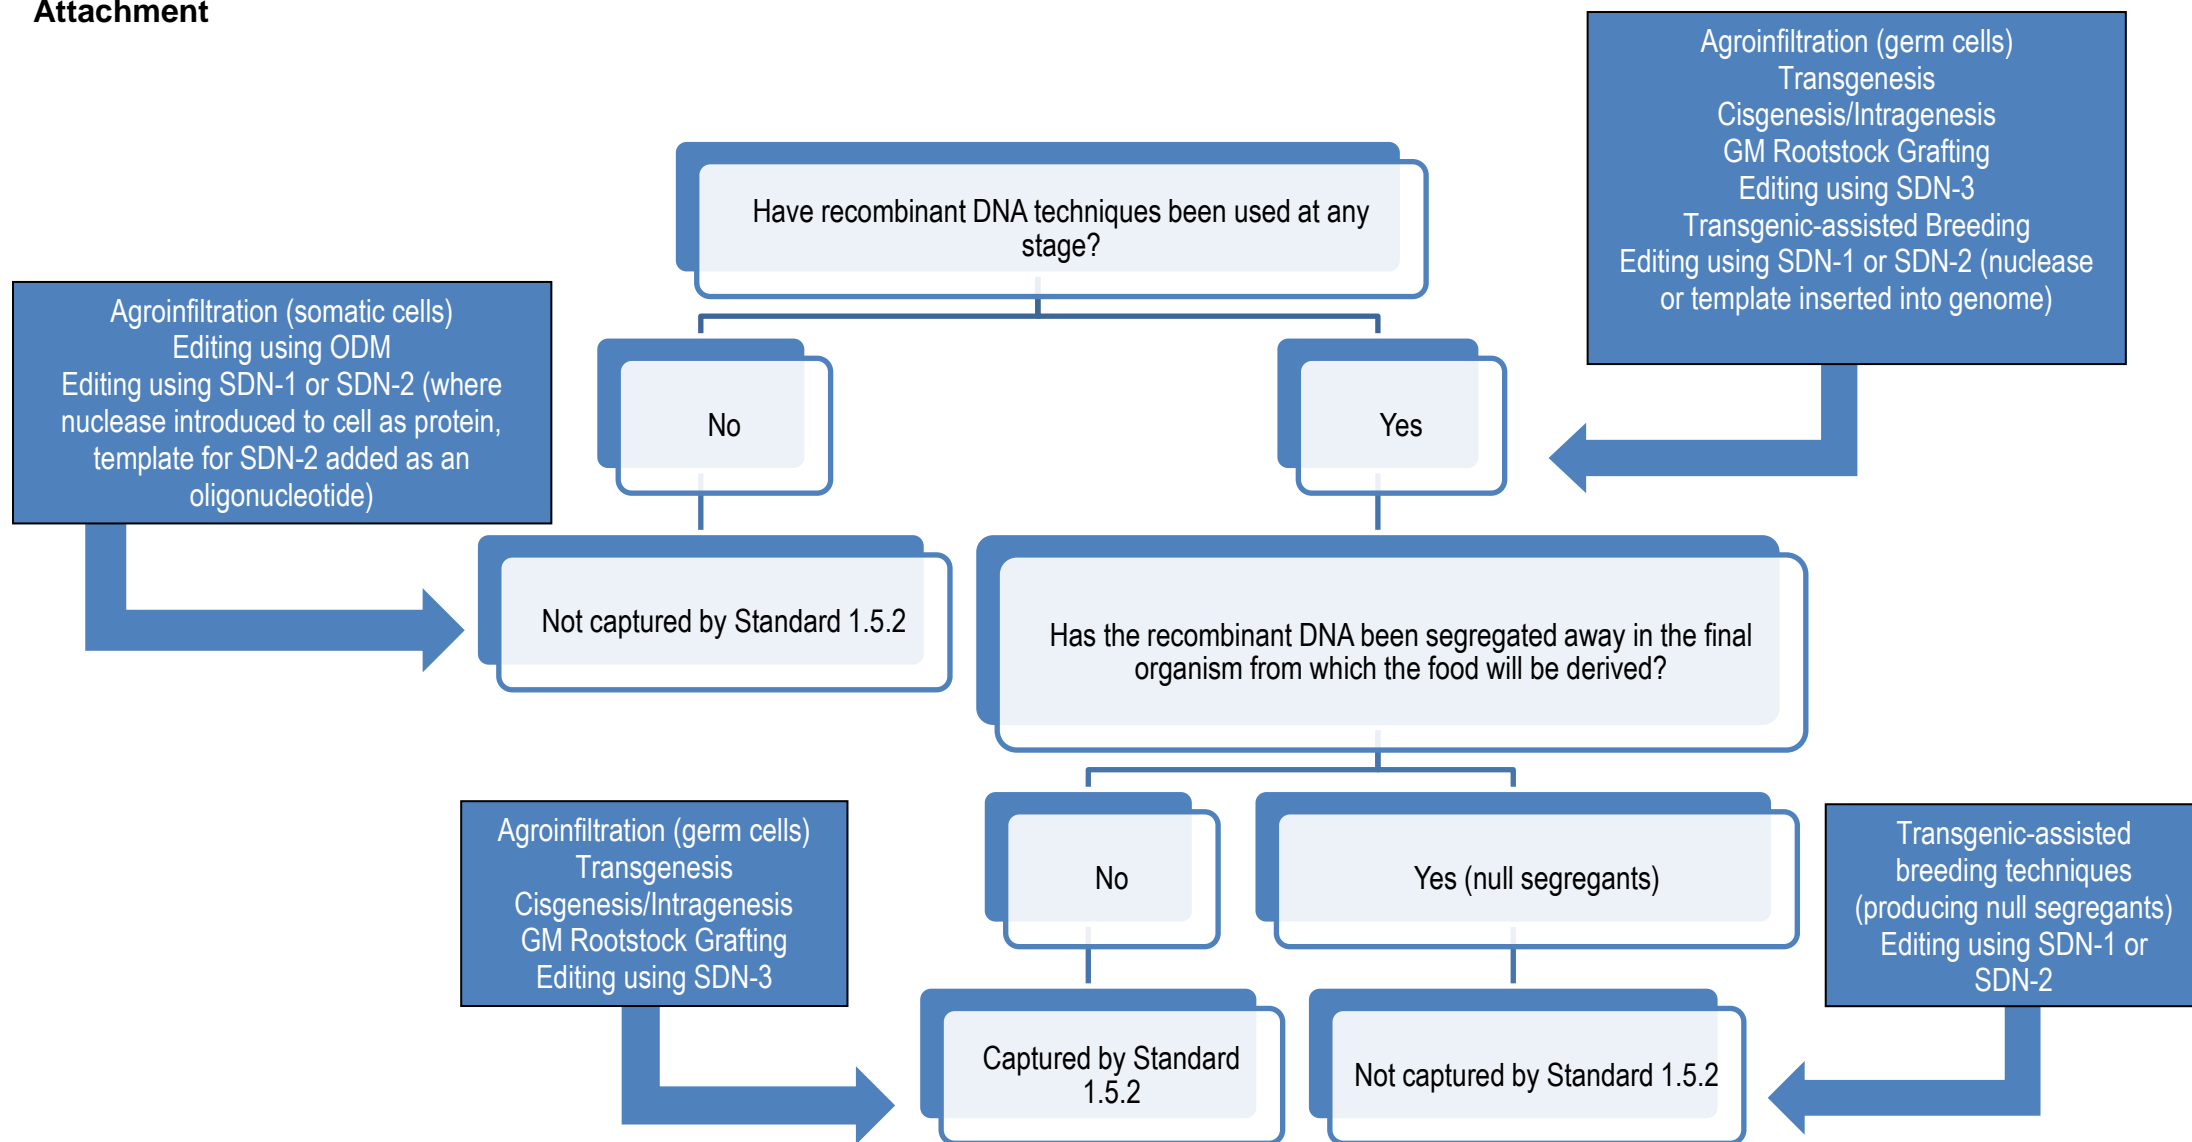 Attachment
Agroinfiltration (germ cells)
Transgenesis
Cisgenesis/Intragenesis
GM Rootstock Grafting
Editing using SDN-3
Transgenic-assisted Breeding
Editing using SDN-1 or SDN-2 (nuclease
or template inserted into genome)
Have recombinant DNA techniques been used at any
stage?
Agroinfiltration (somatic cells)
Editing using ODM
Editing using SDN-1 or SDN-2 (where
nuclease introduced to cell as protein,
template for SDN-2 added as an
oligonucleotide)
No
Yes
Not captured by Standard 1.5.2
Has the recombinant DNA been segregated away in the final
organism from which the food will be derived?
Agroinfiltration (germ cells)
Transgenesis
Cisgenesis/Intragenesis
GM Rootstock Grafting
Editing using SDN-3
No
Yes (null segregants)
Transgenic-assisted
breeding techniques
(producing null segregants)
Editing using SDN-1 or
SDN-2
Captured by Standard
1.5.2
Not captured by Standard 1.5.2